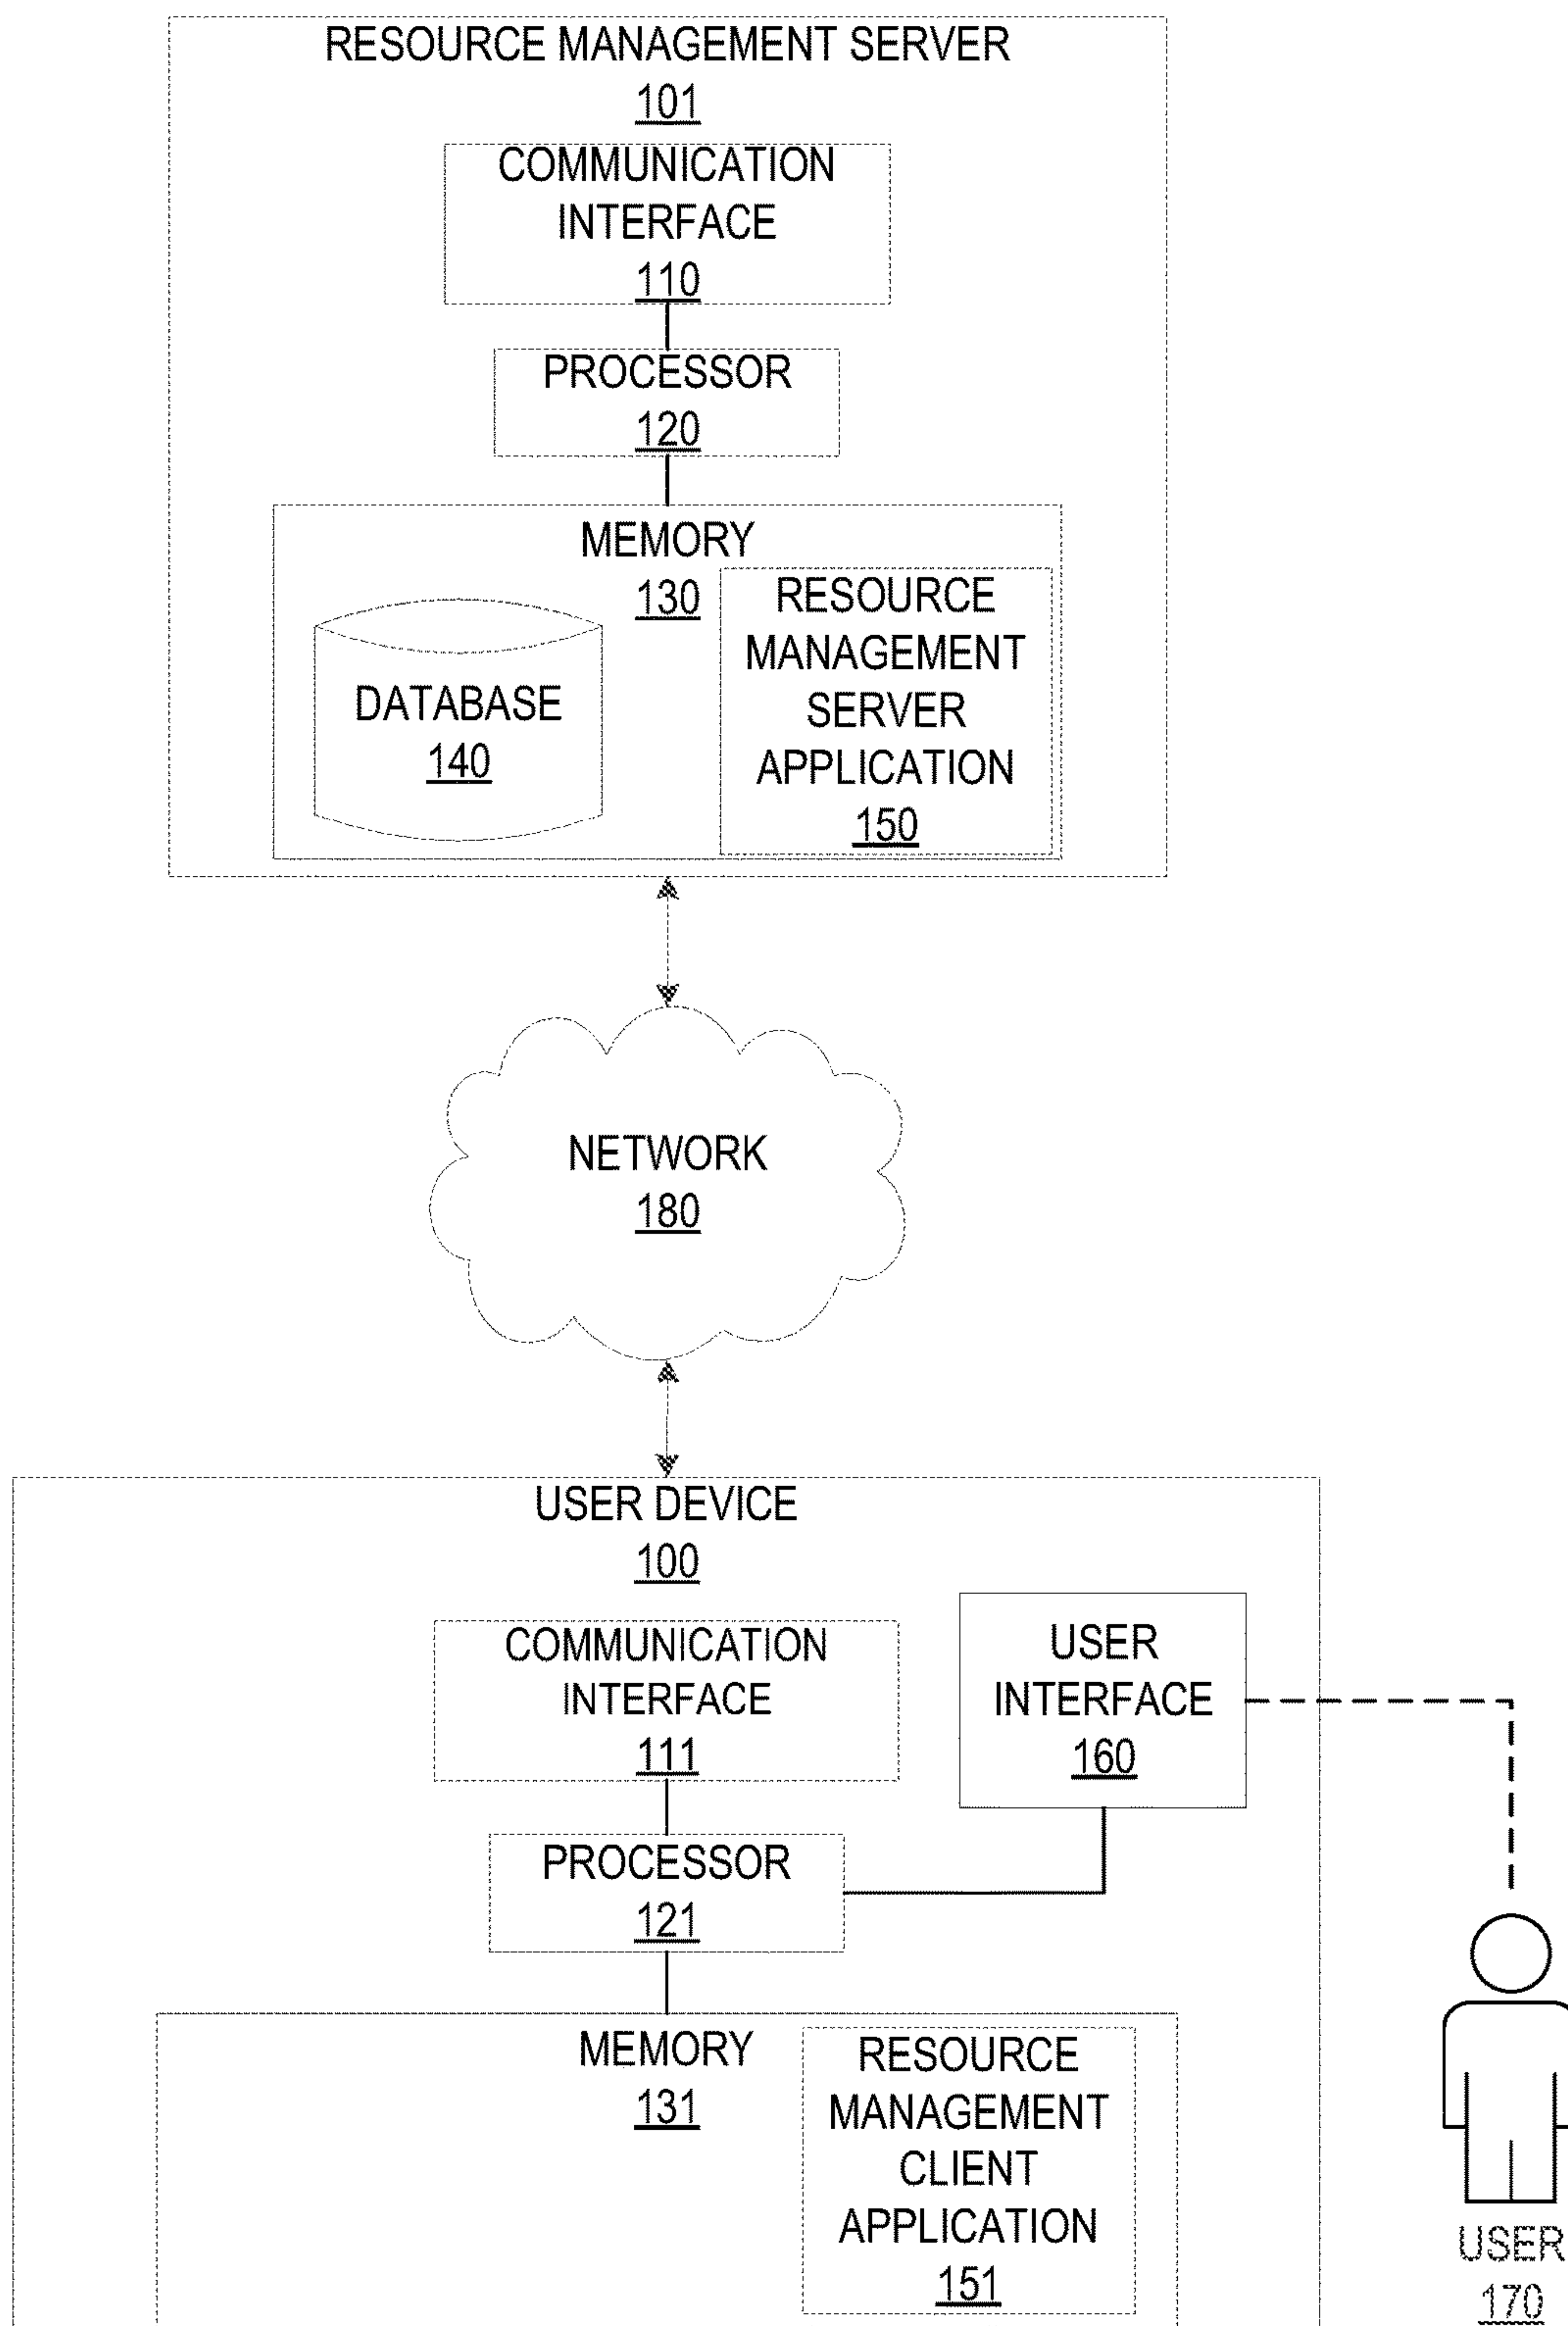 RESOURCE MANAGEMENT SERVER
101
COMMUNICATION
INTERFACE
110
PROCESSOR
120
MEMORY
130
DATABASE
140
RESOURCE
MANAGEMENT
SERVER
APPLICATION
150
NETWORK
180
USER DEVICE
100
COMMUNICATION
INTERFACE
111
USER
INTERFACE
160
PROCESSOR
121
MEMORY
131
RESOURCE
MANAGEMENT
CLIENT
APPLICATION
151
USER
170